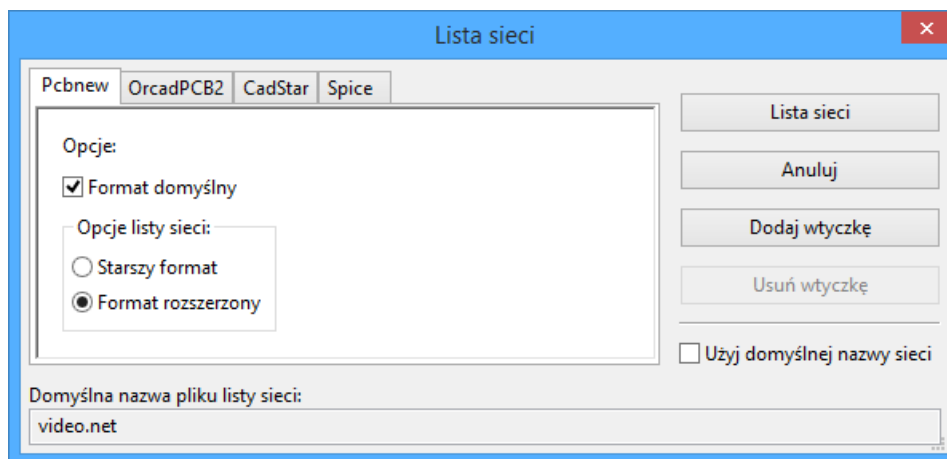 Lista sieci
Pcbnew OrcadPCB2 CadStar Spice
Opcje:
Format domyślny
Opcje listy sieci:
Starszy format
Format rozszerzony
Lista sieci
Anuluj
Dodaj wtyczkę
Usuń wtyczkę
Użyj domyślnej nazwy sieci
Domyślna nazwa pliku listy sieci:
video.net